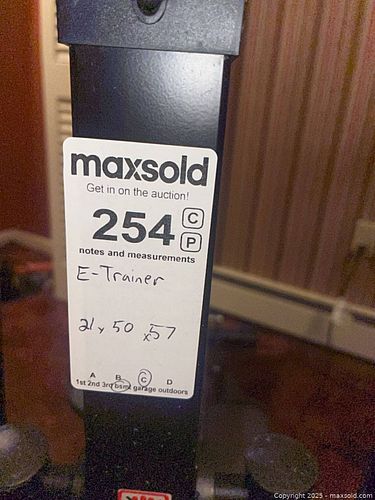 maxsold
Get in on the auction!
254 C
P
notes and measurements
E-Trainer
21 x 50 x 57
A B C D
1st 2nd 3rd bsmt garage outdoors
Copyright 2025 - maxsold.com